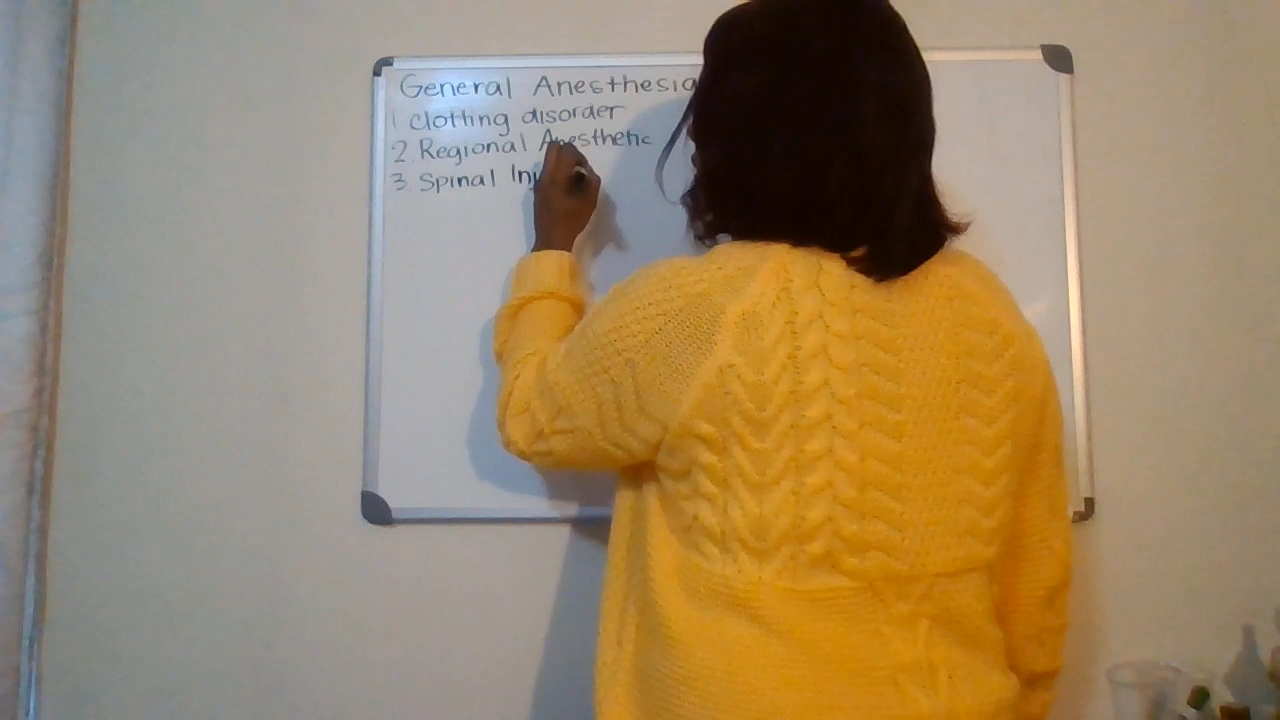 General Anesthesia
1 clotting disorder
2. Regional Anesthetic
3. Spinal Inj